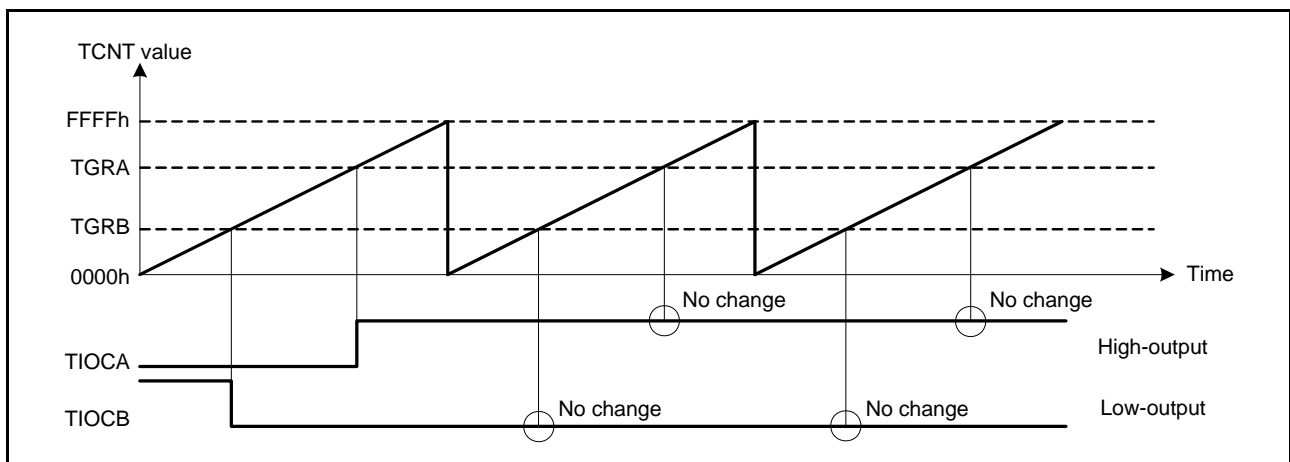 TCNT value
FFFFh
TGRA
TGRB
0000h
Time
No change
No change
TIOCA
High-output
No change
No change
TIOCB
Low-output